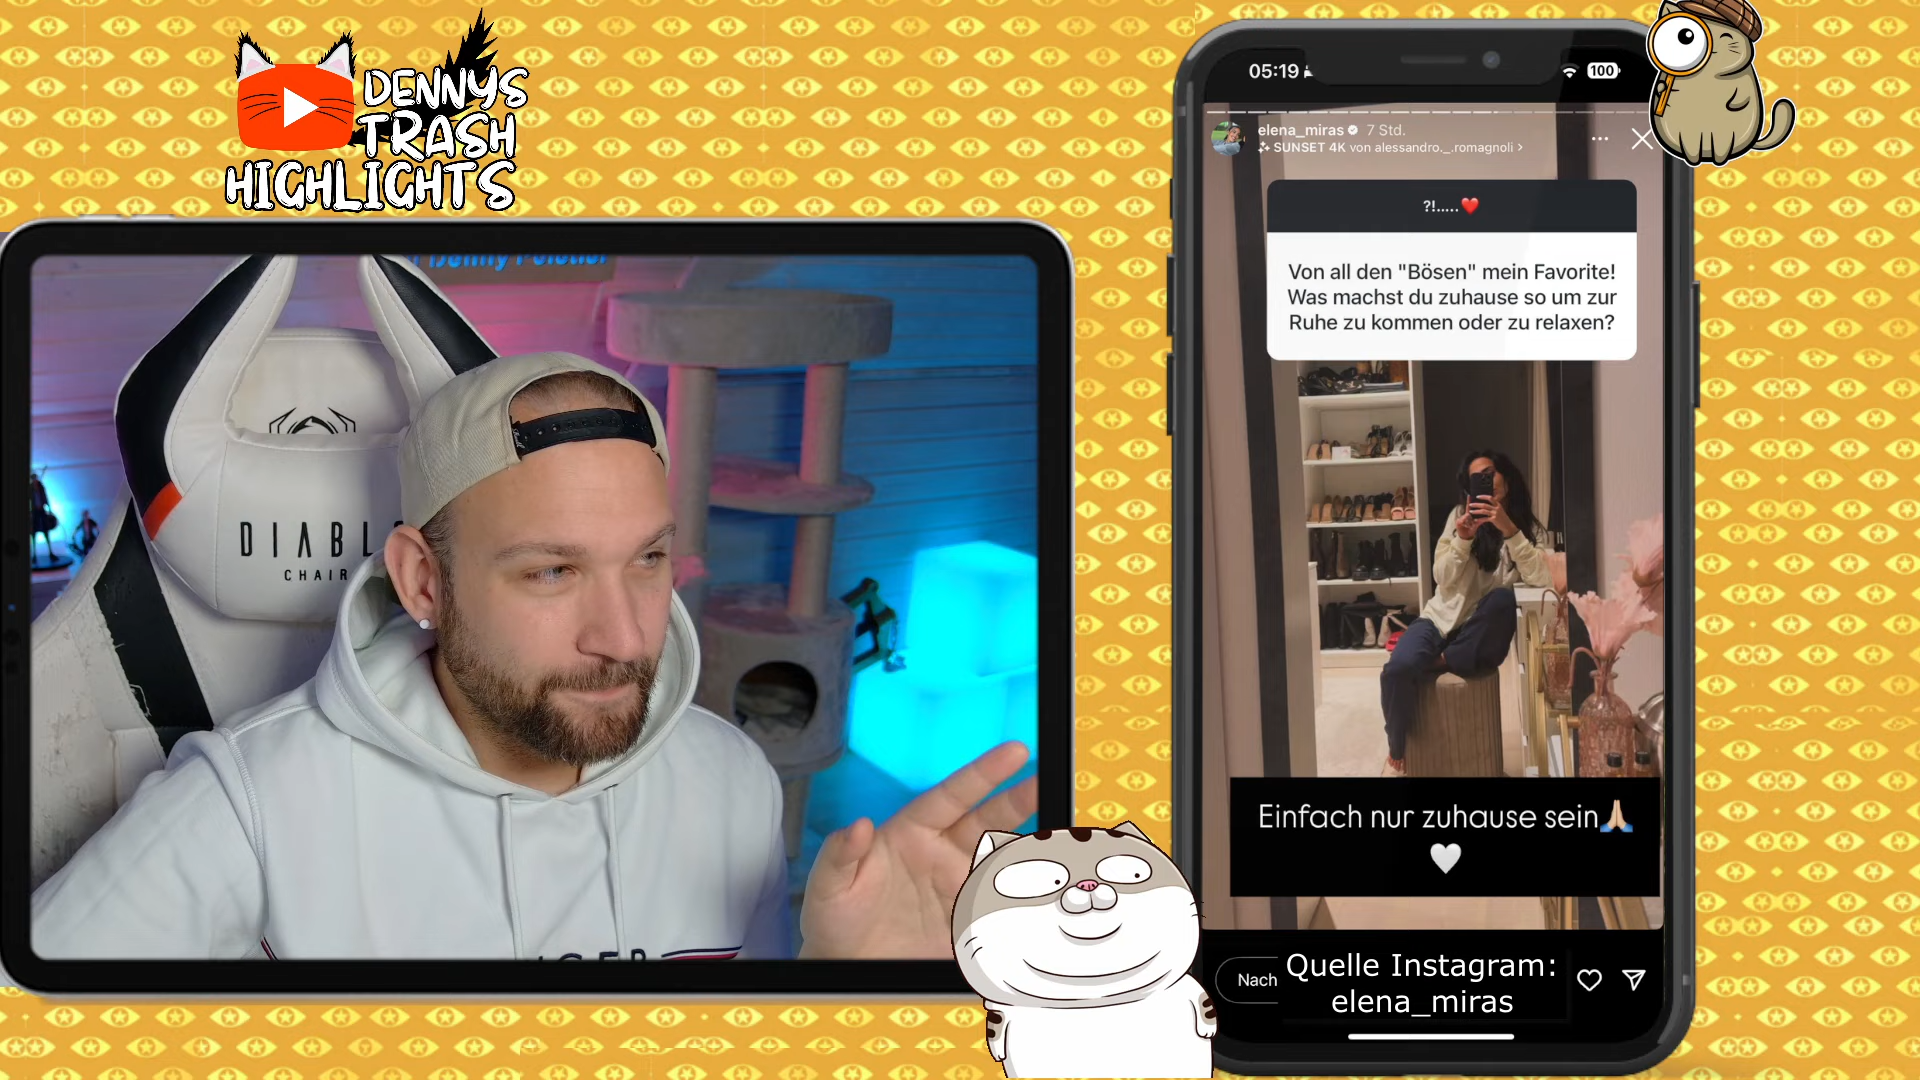 DENNYS
TRASH
HIGHLIGHTS
DIABL
CHAIR
05:19
100
elena_miras 7 Std.
SUNSET 4K von alessandro._.romagnoli >
?!.....❤️
Von all den "Bösen" mein Favorite!
Was machst du zuhause so um zur
Ruhe zu kommen oder zu relaxen?
Einfach nur zuhause sein🙏🏼
🤍
Nach
Quelle Instagram:
elena_miras